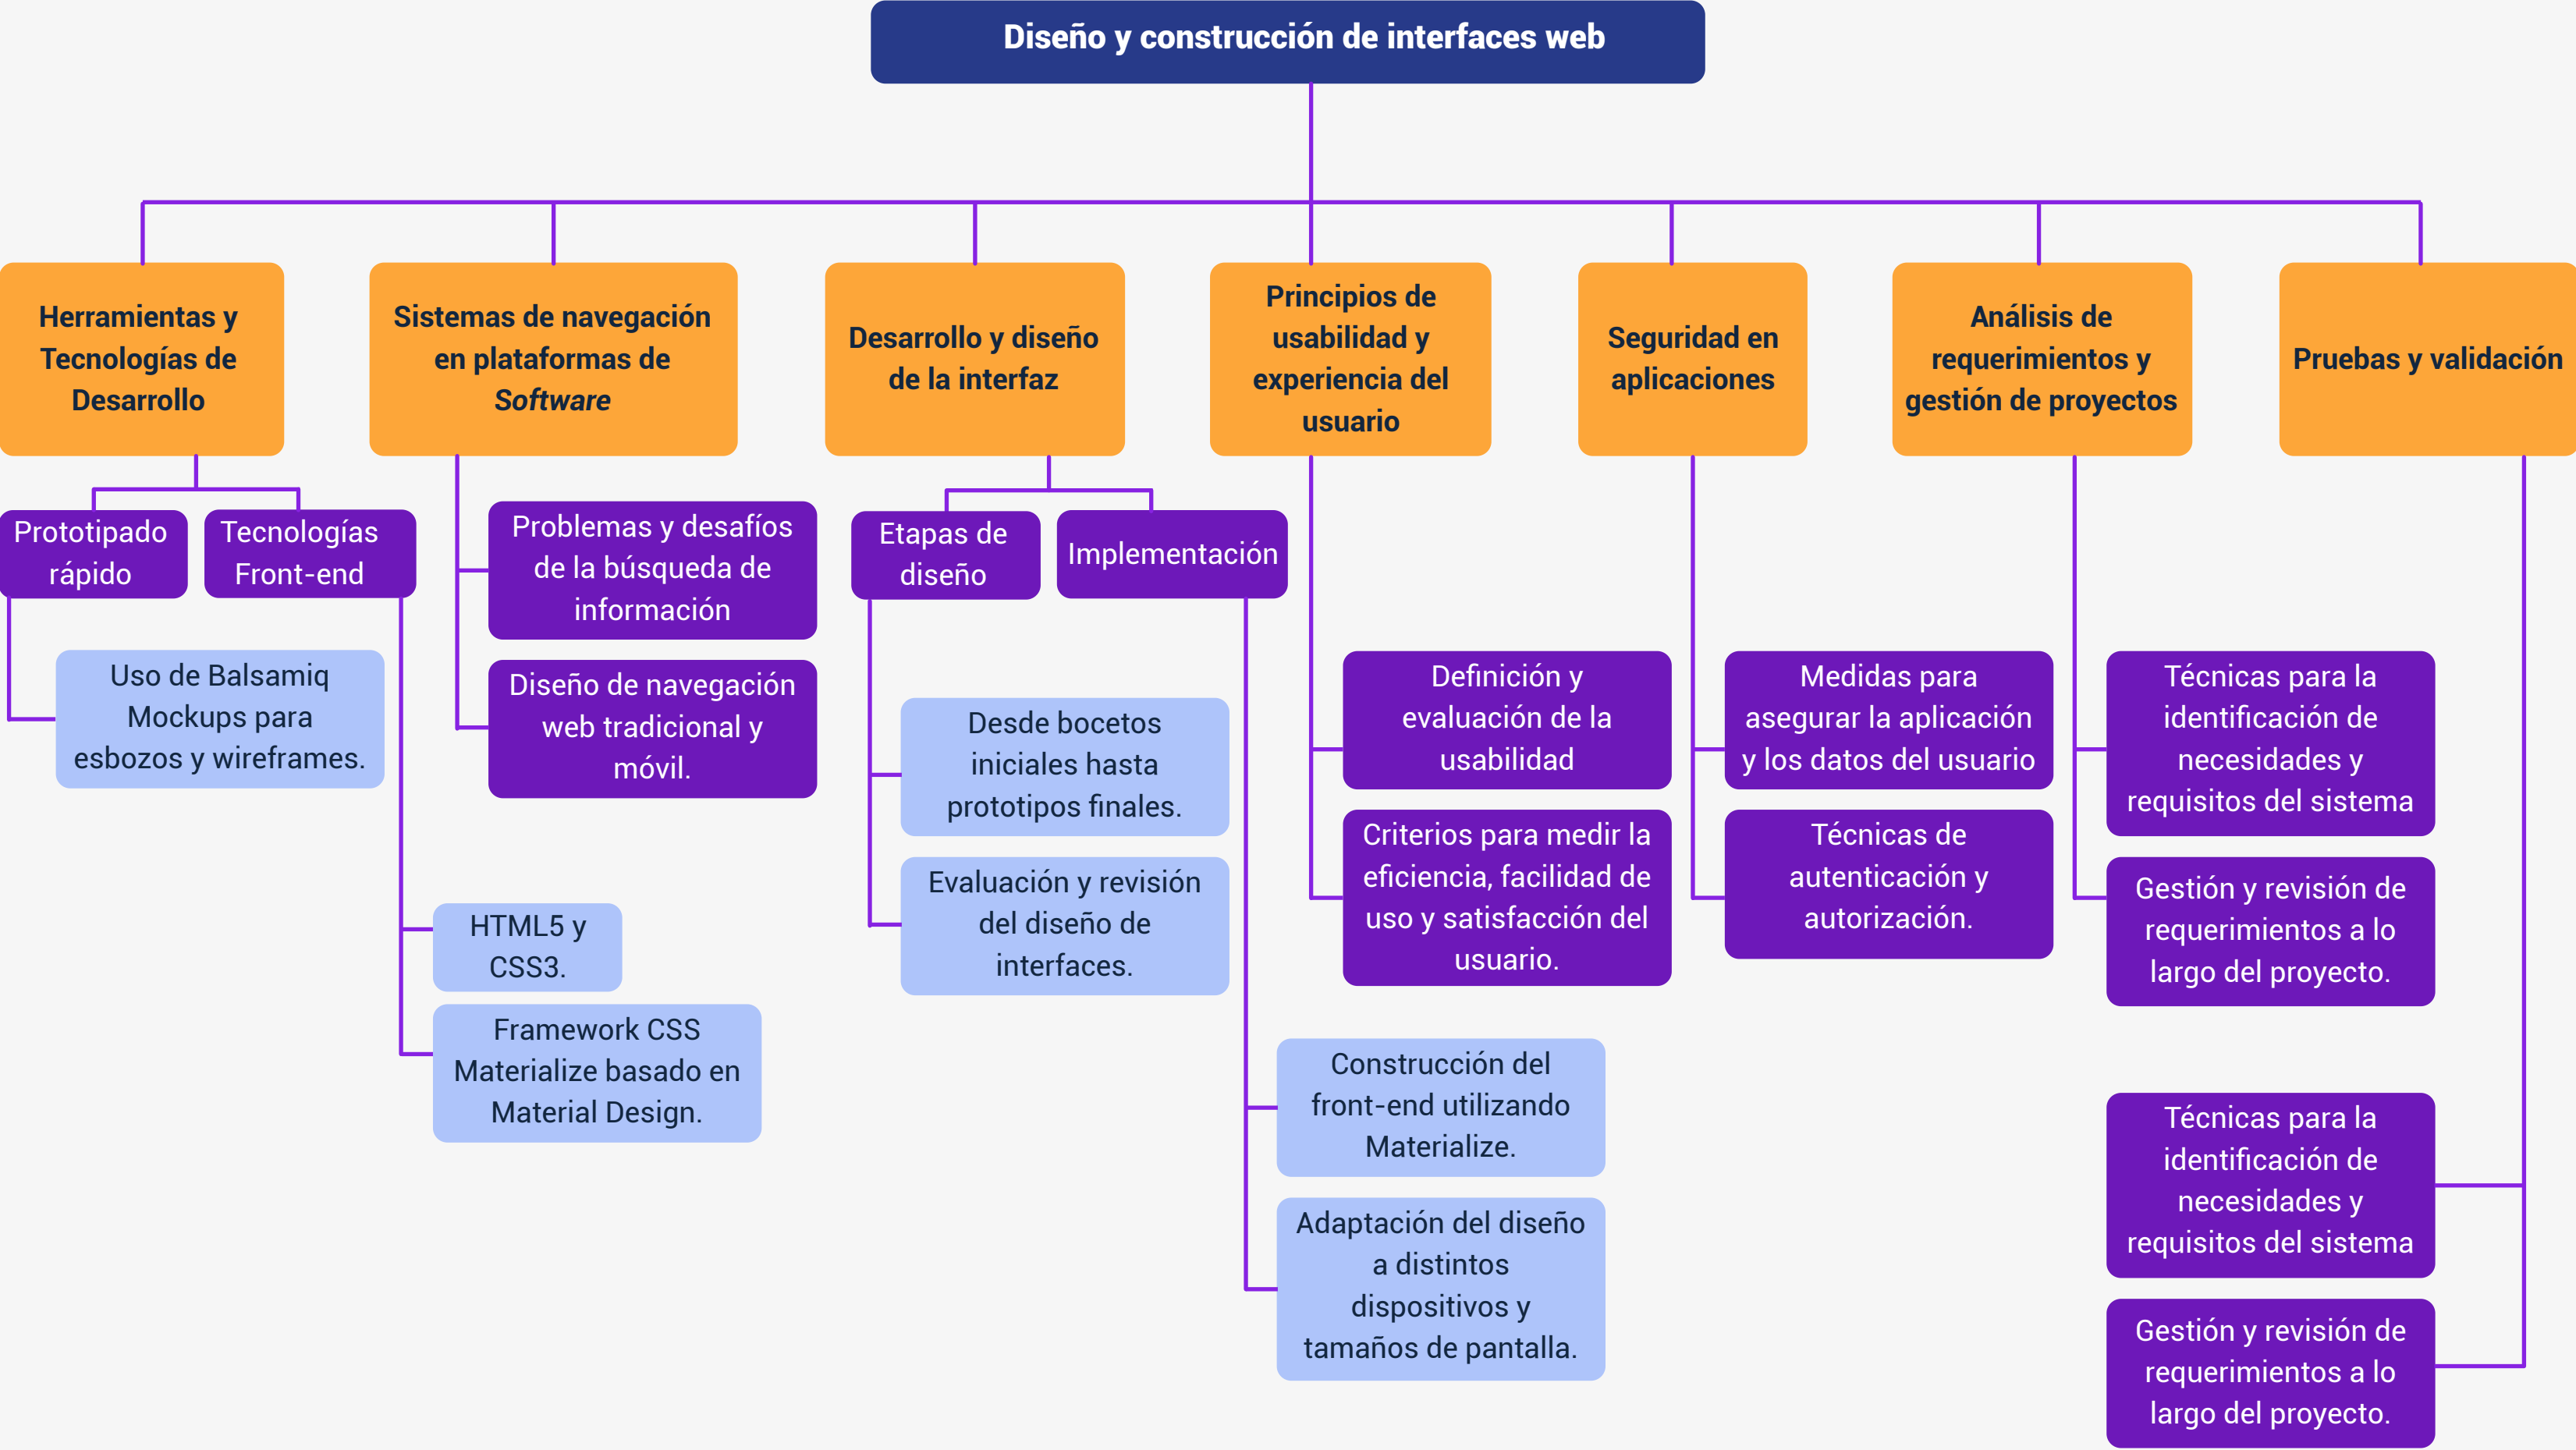 Diseño y construcción de interfaces web
Herramientas y
Tecnologías de
Desarrollo
Sistemas de navegación
en plataformas de
Software
Desarrollo y diseño
de la interfaz
Principios de
usabilidad y
experiencia del
usuario
Seguridad en
aplicaciones
Análisis de
requerimientos y
gestión de proyectos
Pruebas y validación
Prototipado
rápido
Tecnologías
Front-end
Uso de Balsamiq
Mockups para
esbozos y wireframes.
HTML5 y
CSS3.
Framework CSS
Materialize basado en
Material Design.
Problemas y desafíos
de la búsqueda de
información
Diseño de navegación
web tradicional y
móvil.
Etapas de
diseño
Implementación
Desde bocetos
iniciales hasta
prototipos finales.
Evaluación y revisión
del diseño de
interfaces.
Construcción del
front-end utilizando
Materialize.
Adaptación del diseño
a distintos
dispositivos y
tamaños de pantalla.
Definición y
evaluación de la
usabilidad
Criterios para medir la
eficiencia, facilidad de
uso y satisfacción del
usuario.
Medidas para
asegurar la aplicación
y los datos del usuario
Técnicas de
autenticación y
autorización.
Técnicas para la
identificación de
necesidades y
requisitos del sistema
Gestión y revisión de
requerimientos a lo
largo del proyecto.
Técnicas para la
identificación de
necesidades y
requisitos del sistema
Gestión y revisión de
requerimientos a lo
largo del proyecto.